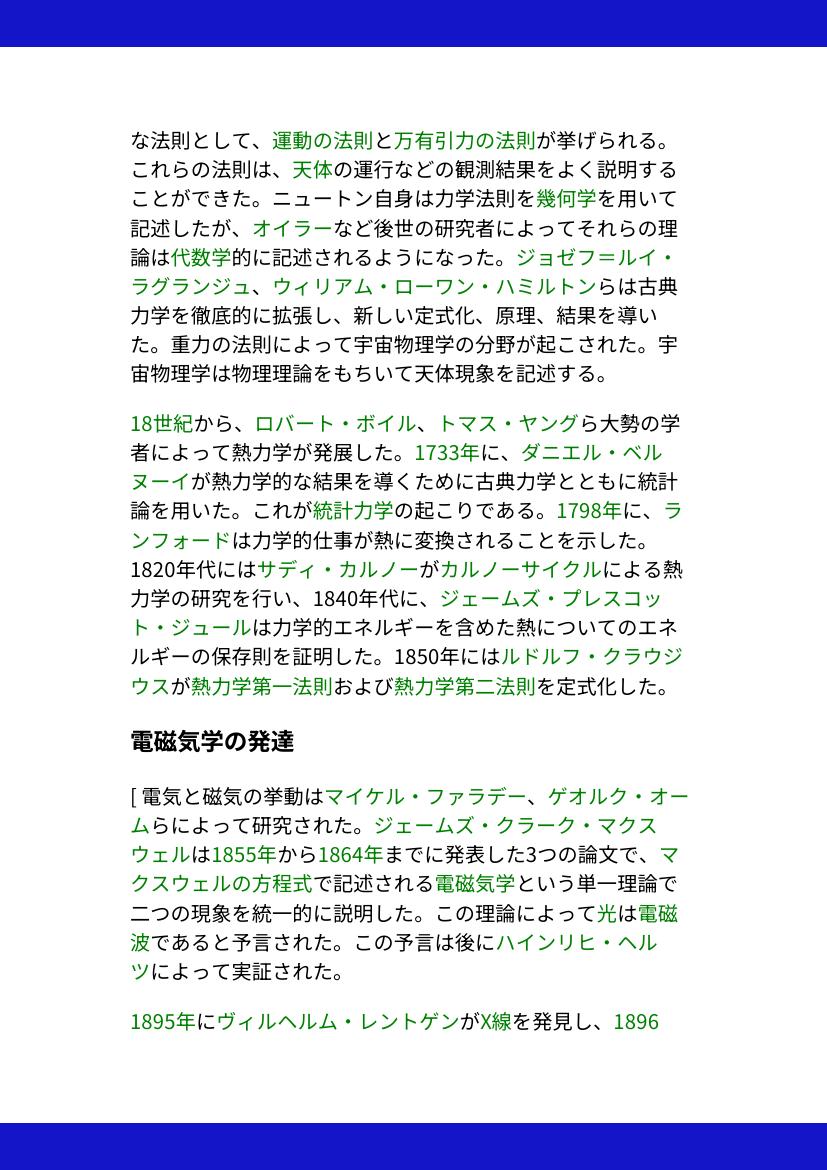 な法則として、運動の法則と万有引力の法則が挙げられる。
これらの法則は、天体の運行などの観測結果をよく説明する
ことができた。ニュートン自身は力学法則を幾何学を用いて
記述したが、オイラーなど後世の研究者によってそれらの理
論は代数学的に記述されるようになった。ジョゼフ＝ルイ・
ラグランジュ、ウィリアム・ローワン・ハミルトンらは古典
力学を徹底的に拡張し、新しい定式化、原理、結果を導い
た。重力の法則によって宇宙物理学の分野が起こされた。宇
宙物理学は物理理論をもちいて天体現象を記述する。
18世紀から、ロバート・ボイル、トマス・ヤングら大勢の学
者によって熱力学が発展した。1733年に、ダニエル・ベル
ヌーイが熱力学的な結果を導くために古典力学とともに統計
論を用いた。これが統計力学の起こりである。1798年に、ラ
ンフォードは力学的仕事が熱に変換されることを示した。
1820年代にはサディ・カルノーがカルノーサイクルによる熱
力学の研究を行い、1840年代に、ジェームズ・プレスコッ
ト・ジュールは力学的エネルギーを含めた熱についてのエネ
ルギーの保存則を証明した。1850年にはルドルフ・クラウジ
ウスが熱力学第一法則および熱力学第二法則を定式化した。
電磁気学の発達
[ 電気と磁気の挙動はマイケル・ファラデー、ゲオルク・オー
ムらによって研究された。ジェームズ・クラーク・マクス
ウェルは1855年から1864年までに発表した3つの論文で、マ
クスウェルの方程式で記述される電磁気学という単一理論で
二つの現象を統一的に説明した。この理論によって光は電磁
波であると予言された。この予言は後にハインリヒ・ヘル
ツによって実証された。
1895年にヴィルヘルム・レントゲンがX線を発見し、1896